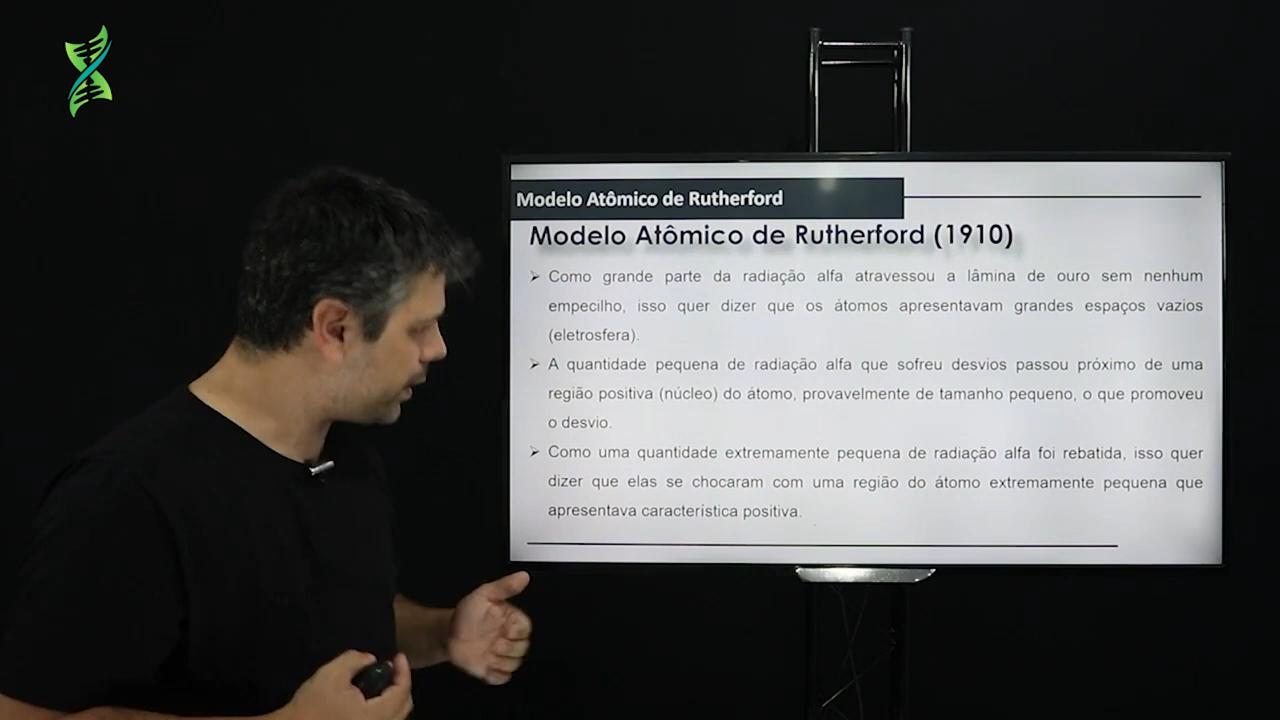 Modelo Atômico de Rutherford
Modelo Atômico de Rutherford (1910)
Como grande parte da radiação alfa atravessou a lâmina de ouro sem nenhum
empecilho, isso quer dizer que os átomos apresentavam grandes espaços vazios
(eletrosfera).
A quantidade pequena de radiação alfa que sofreu desvios passou próximo de uma
região positiva (núcleo) do átomo, provavelmente de tamanho pequeno, o que promoveu
o desvio.
Como uma quantidade extremamente pequena de radiação alfa foi rebatida, isso quer
dizer que elas se chocaram com uma região do átomo extremamente pequena que
apresentava característica positiva.